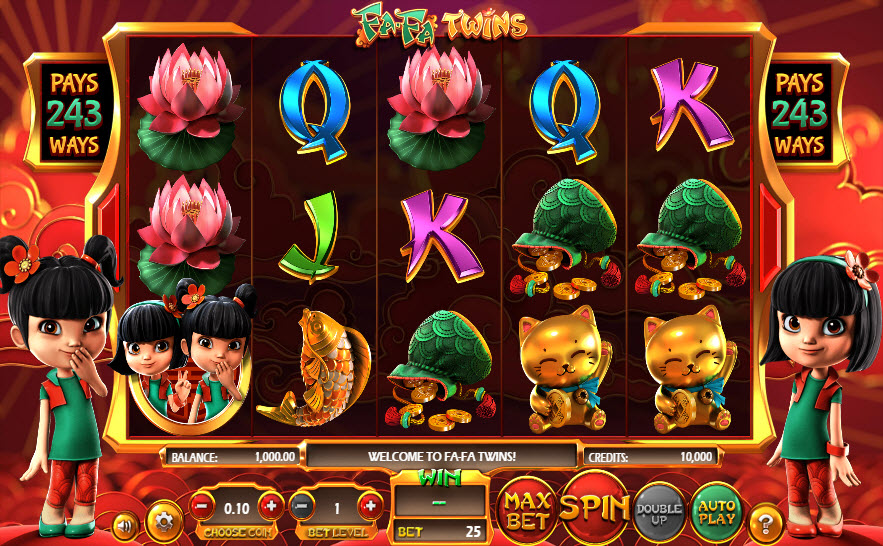 FA-FA TWINS
PAYS
243
WAYS
PAYS
243
WAYS
Q
Q
K
J
K
BALANCE: 1,000.00
WELCOME TO FA-FA TWINS!
CREDITS: 10,000
0.10
CHOOSE COIN
1
BET LEVEL
WIN
BET 25
MAX
BET
SPIN
DOUBLE
UP
AUTO
PLAY
?